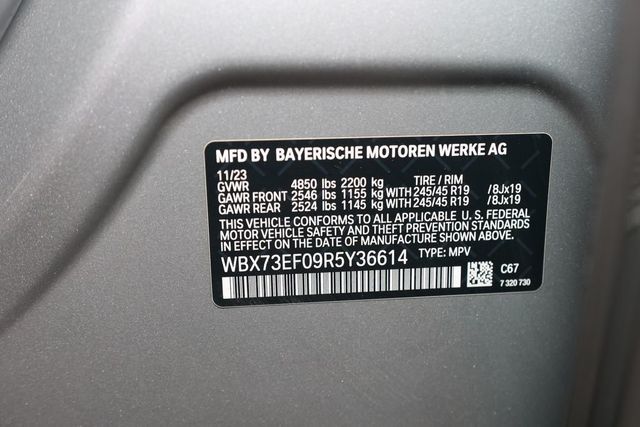 MFD BY BAYERISCHE MOTOREN WERKE AG
11/23 TIRE / RIM
GVWR 4850 lbs 2200 kg
GAWR FRONT 2546 lbs 1155 kg WITH 245/45 R19 /8Jx19
GAWR REAR 2524 lbs 1145 kg WITH 245/45 R19 /8Jx19
THIS VEHICLE CONFORMS TO ALL APPLICABLE U.S. FEDERAL
MOTOR VEHICLE SAFETY AND THEFT PREVENTION STANDARDS
IN EFFECT ON THE DATE OF MANUFACTURE SHOWN ABOVE.
WBX73EF09R5Y36614 TYPE: MPV
C67
7 320 730